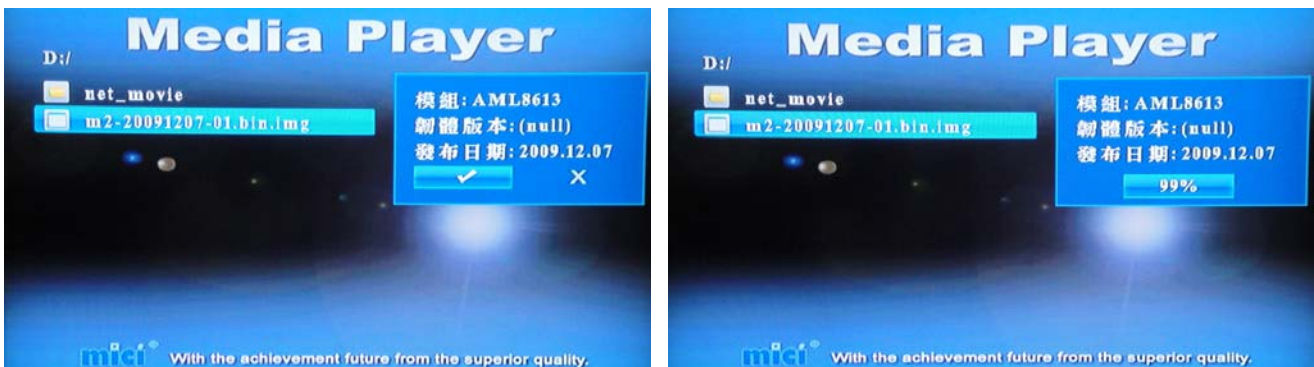 Media Player
D:/
net_movie
m2-20091207-01.bin.img
模組:AML8613
韌體版本:(null)
發布日期:2009.12.07
✓ ✕
mici® With the achievement future from the superior quality.
Media Player
D:/
net_movie
m2-20091207-01.bin.img
模組:AML8613
韌體版本:(null)
發布日期:2009.12.07
99%
mici® With the achievement future from the superior quality.